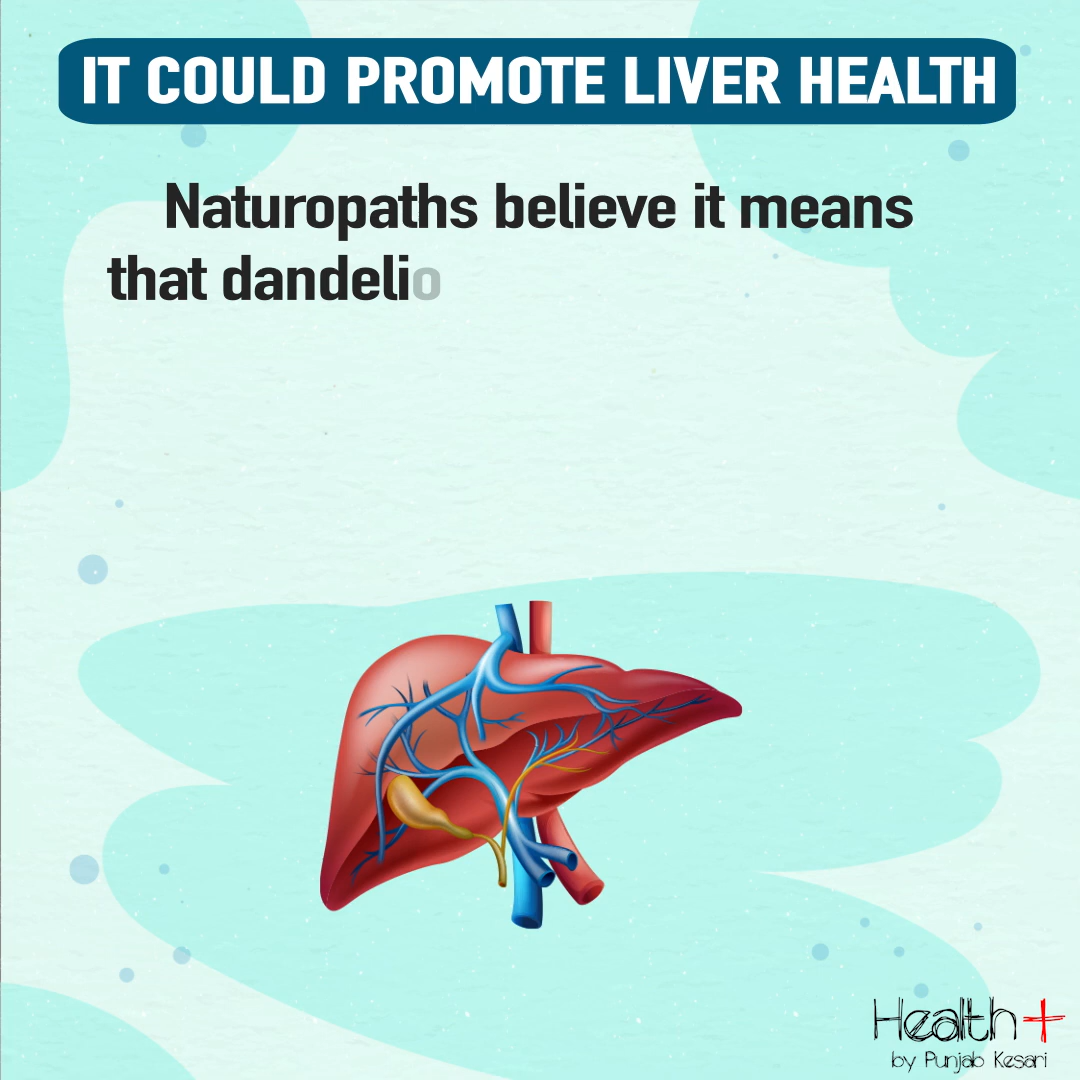 IT COULD PROMOTE LIVER HEALTH
Naturopaths believe it means
that dandelio
Health+
by Punjab Kesari